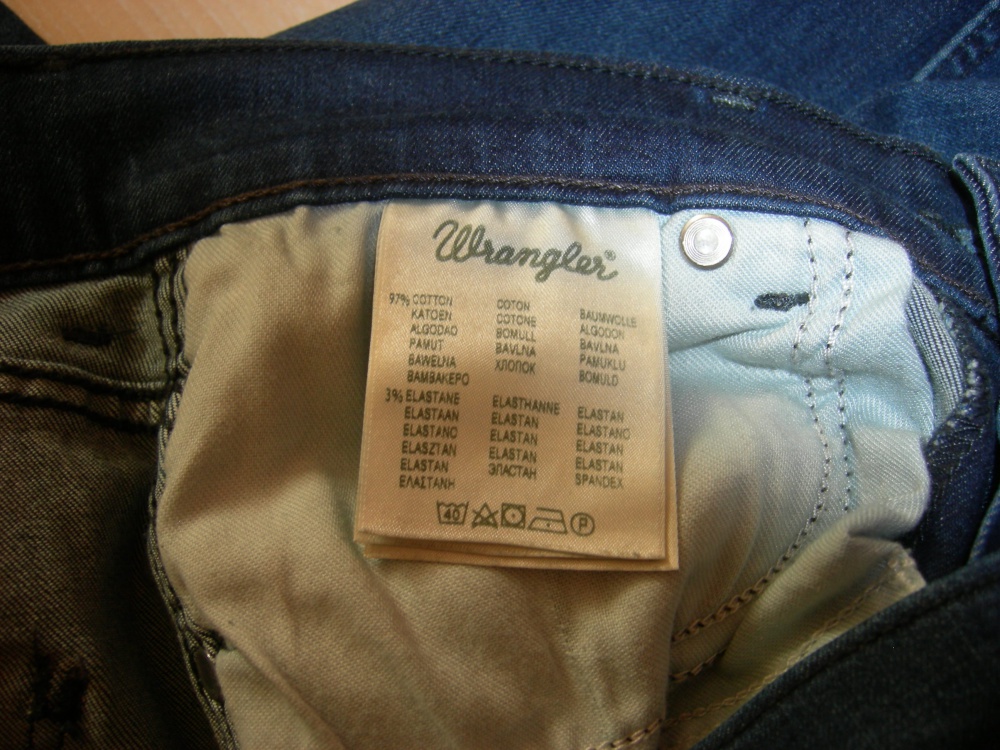 Wrangler®
97% COTTON COTON BAUMWOLLE
KATOEN COTONE ALGODON
ALGODAO BOMULL BAVLNA
PAMUT BAVLNA PAMUKLU
BAWEŁNA ХЛОПОК BOMULD
ΒΑΜΒΑΚΕΡΟ
3% ELASTANE ELASTHANNE ELASTAN
ELASTAAN ELASTAN ELASTANO
ELASTANO ELASTAN ELASTAN
ELASZTAN ELASTAN ELASTAN
ELASTAN ЭЛАСТАН SPANDEX
ΕΛΑΣΤΑΝΗ
40 P